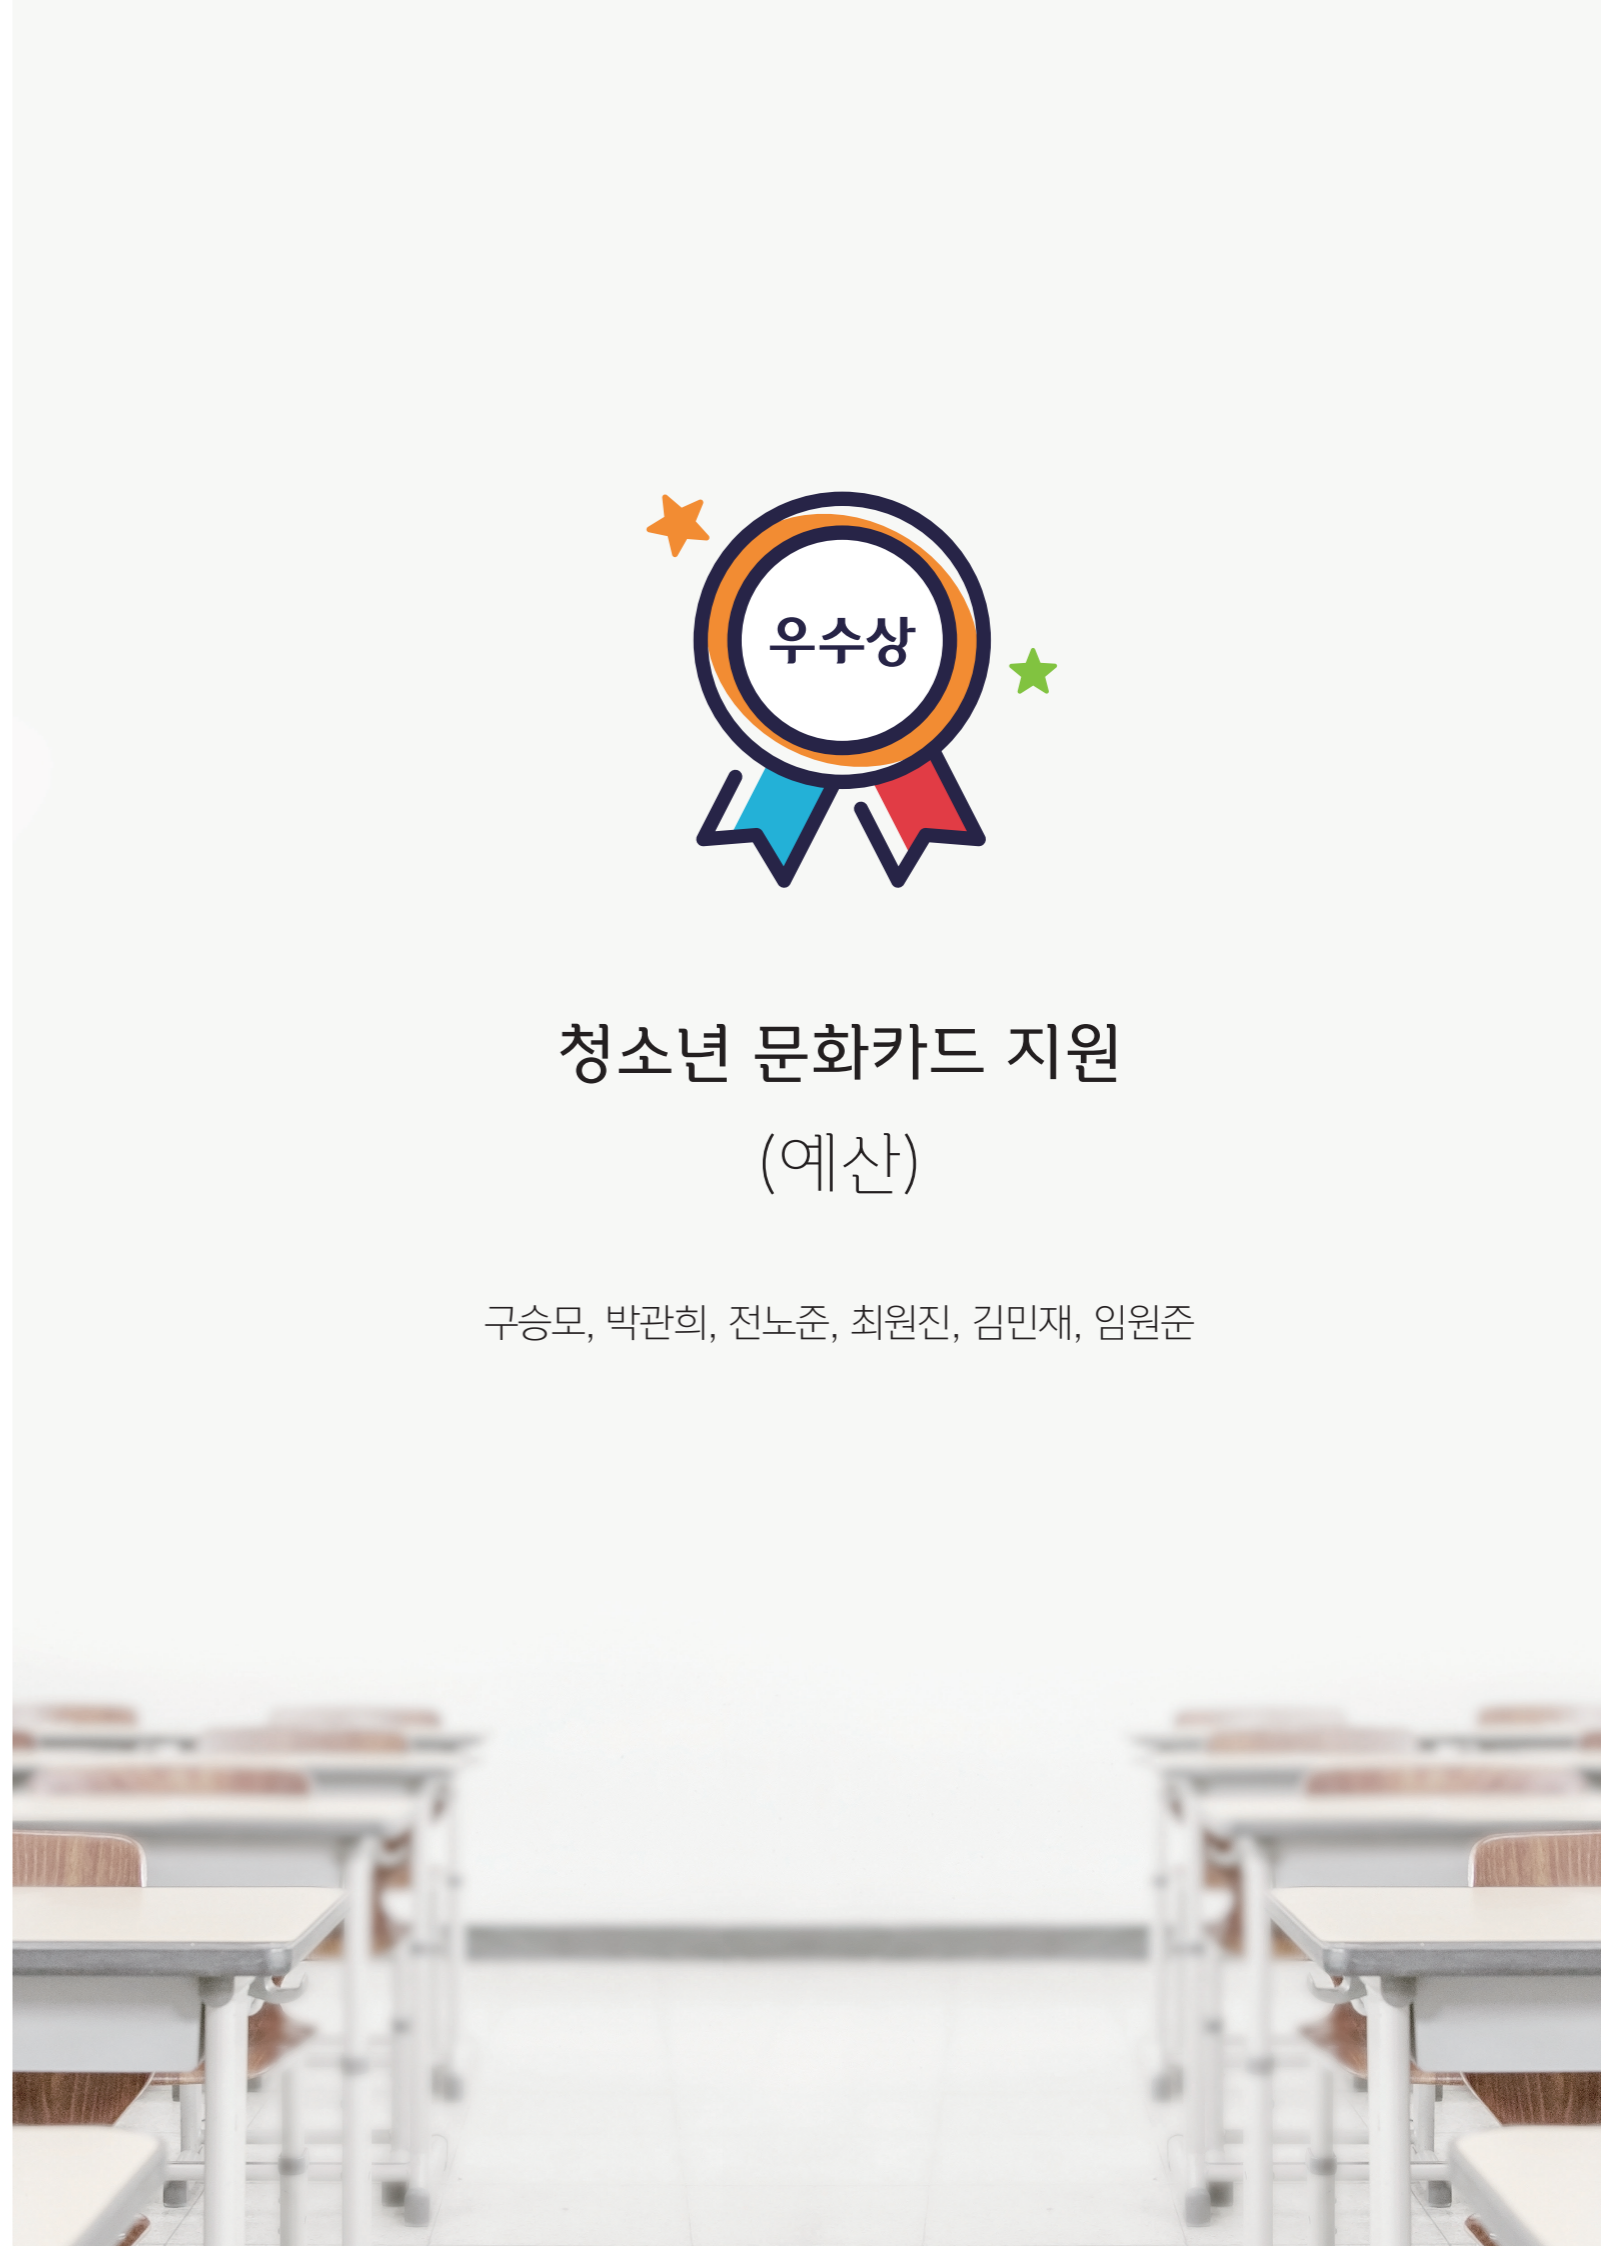 우수상
청소년 문화카드 지원
(예산)
구승모, 박관희, 전노준, 최원진, 김민재, 임원준